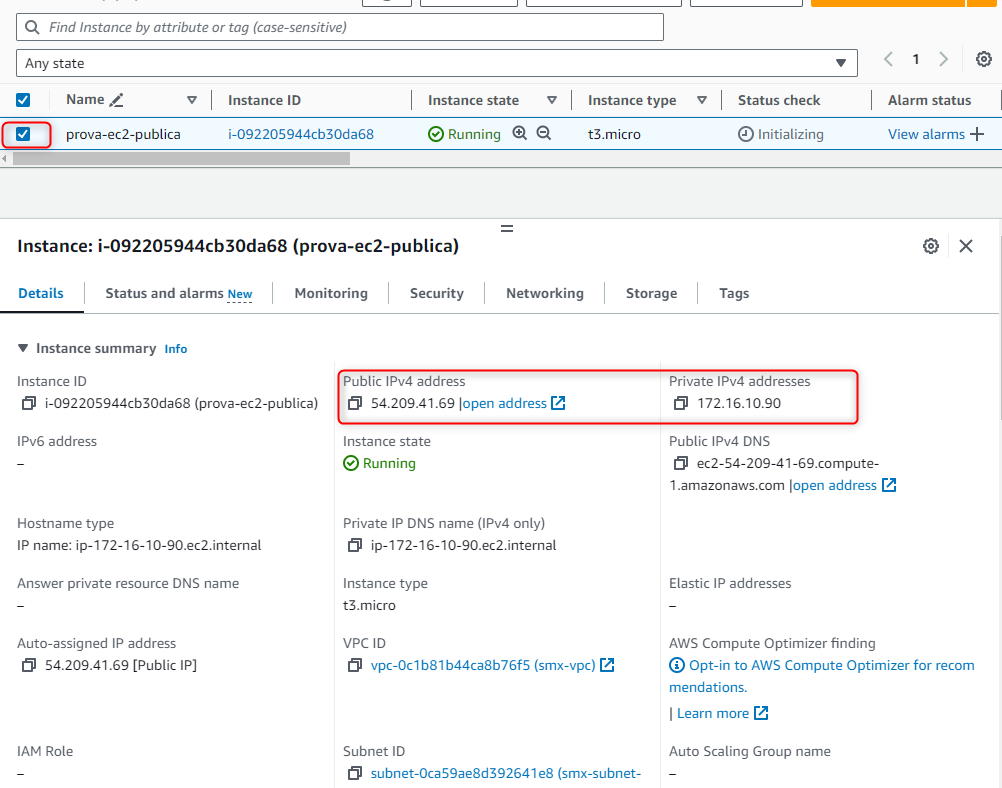 Find Instance by attribute or tag (case-sensitive)
Any state
1
Name Instance ID Instance state Instance type Status check Alarm status
prova-ec2-publica i-092205944cb30da68 Running t3.micro Initializing View alarms
Instance: i-092205944cb30da68 (prova-ec2-publica)
Details Status and alarms New Monitoring Security Networking Storage Tags
Instance summary Info
Instance ID
i-092205944cb30da68 (prova-ec2-publica)
Public IPv4 address
54.209.41.69 |open address
Private IPv4 addresses
172.16.10.90
IPv6 address
–
Instance state
Running
Public IPv4 DNS
ec2-54-209-41-69.compute-
1.amazonaws.com |open address
Hostname type
IP name: ip-172-16-10-90.ec2.internal
Private IP DNS name (IPv4 only)
ip-172-16-10-90.ec2.internal
Answer private resource DNS name
–
Instance type
t3.micro
Elastic IP addresses
–
Auto-assigned IP address
54.209.41.69 [Public IP]
VPC ID
vpc-0c1b81b44ca8b76f5 (smx-vpc)
AWS Compute Optimizer finding
Opt-in to AWS Compute Optimizer for recom
mendations.
| Learn more
IAM Role
–
Subnet ID
subnet-0ca59ae8d392641e8 (smx-subnet-
Auto Scaling Group name
–